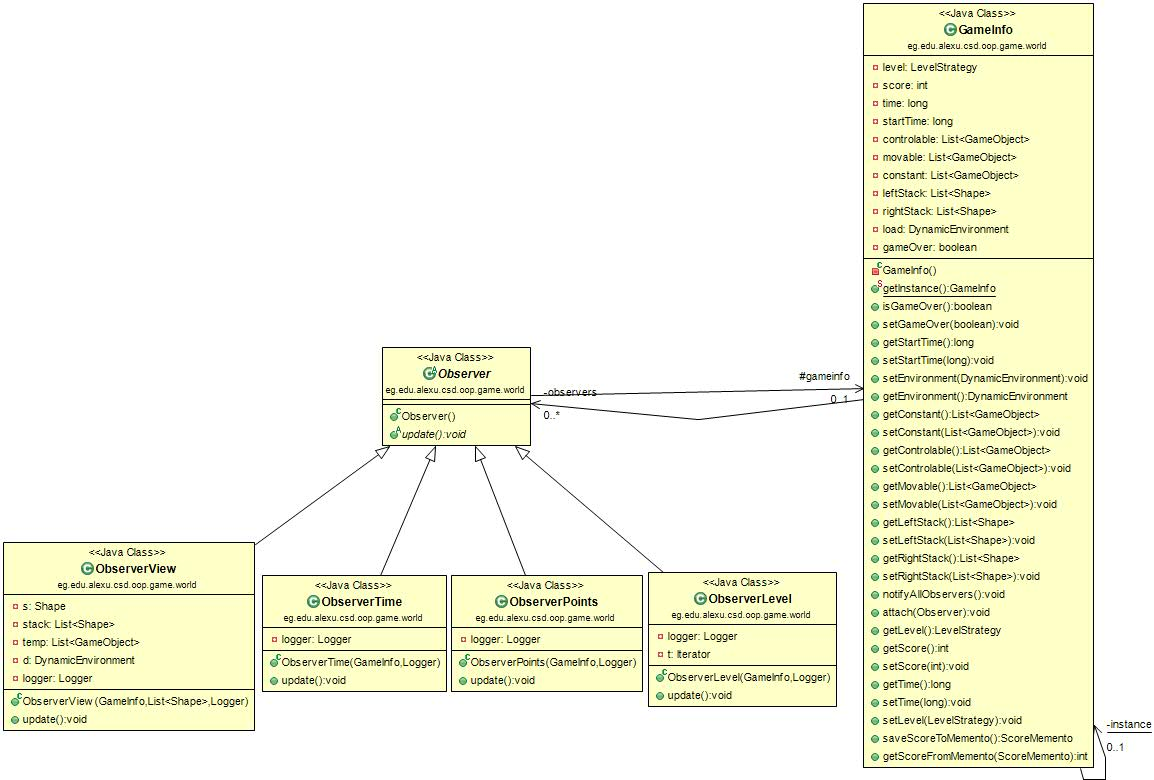 <<Java Class>>
GameInfo
eg.edu.alexu.csd.oop.game.world
level: LevelStrategy
score: int
time: long
startTime: long
controlable: List<GameObject>
movable: List<GameObject>
constant: List<GameObject>
leftStack: List<Shape>
rightStack: List<Shape>
load: DynamicEnvironment
gameOver: boolean
GameInfo()
getInstance():GameInfo
isGameOver():boolean
setGameOver(boolean):void
getStartTime():long
setStartTime(long):void
setEnvironment(DynamicEnvironment):void
getEnvironment():DynamicEnvironment
getConstant():List<GameObject>
setConstant(List<GameObject>):void
getControlable():List<GameObject>
setControlable(List<GameObject>):void
getMovable():List<GameObject>
setMovable(List<GameObject>):void
getLeftStack():List<Shape>
setLeftStack(List<Shape>):void
getRightStack():List<Shape>
setRightStack(List<Shape>):void
notifyAllObservers():void
attach(Observer):void
getLevel():LevelStrategy
getScore():int
setScore(int):void
getTime():long
setTime(long):void
setLevel(LevelStrategy):void
saveScoreToMemento():ScoreMemento
getScoreFromMemento(ScoreMemento):int
-instance
0..1
<<Java Class>>
Observer
eg.edu.alexu.csd.oop.game.world
Observer()
update():void
-observers
0..*
#gameinfo
0..1
<<Java Class>>
ObserverView
eg.edu.alexu.csd.oop.game.world
s: Shape
stack: List<Shape>
temp: List<GameObject>
d: DynamicEnvironment
logger: Logger
ObserverView(GameInfo,List<Shape>,Logger)
update():void
<<Java Class>>
ObserverTime
eg.edu.alexu.csd.oop.game.world
logger: Logger
ObserverTime(GameInfo,Logger)
update():void
<<Java Class>>
ObserverPoints
eg.edu.alexu.csd.oop.game.world
logger: Logger
ObserverPoints(GameInfo,Logger)
update():void
<<Java Class>>
ObserverLevel
eg.edu.alexu.csd.oop.game.world
logger: Logger
t: Iterator
ObserverLevel(GameInfo,Logger)
update():void